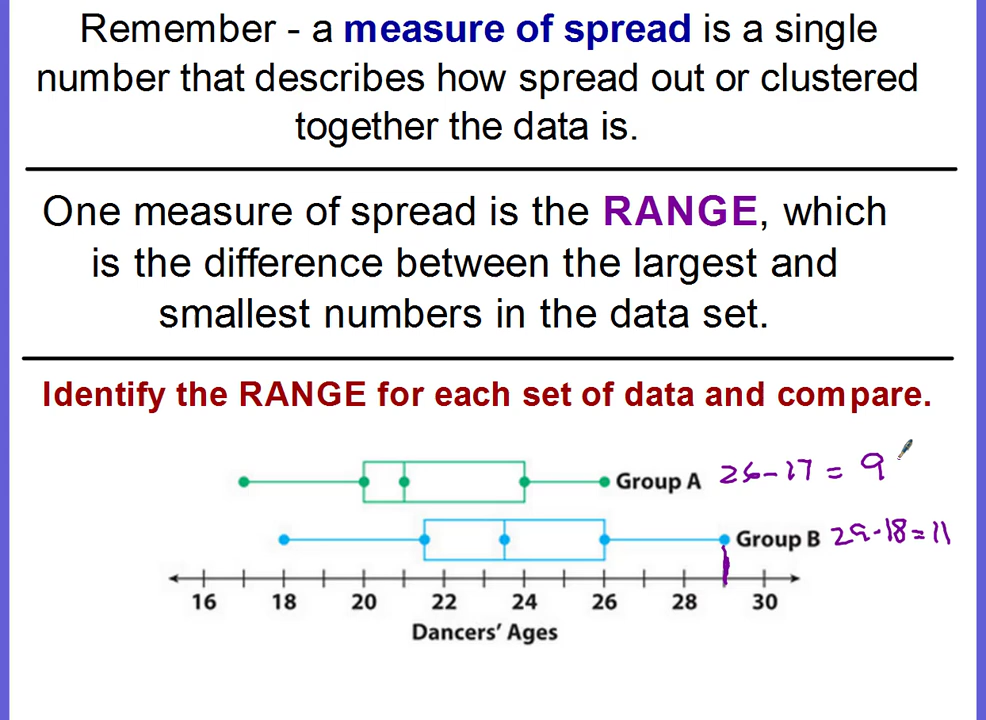 Remember - a measure of spread is a single
number that describes how spread out or clustered
together the data is.
One measure of spread is the RANGE, which
is the difference between the largest and
smallest numbers in the data set.
Identify the RANGE for each set of data and compare.
Group A 26-17 = 9
Group B 29-18=11
16 18 20 22 24 26 28 30
Dancers' Ages